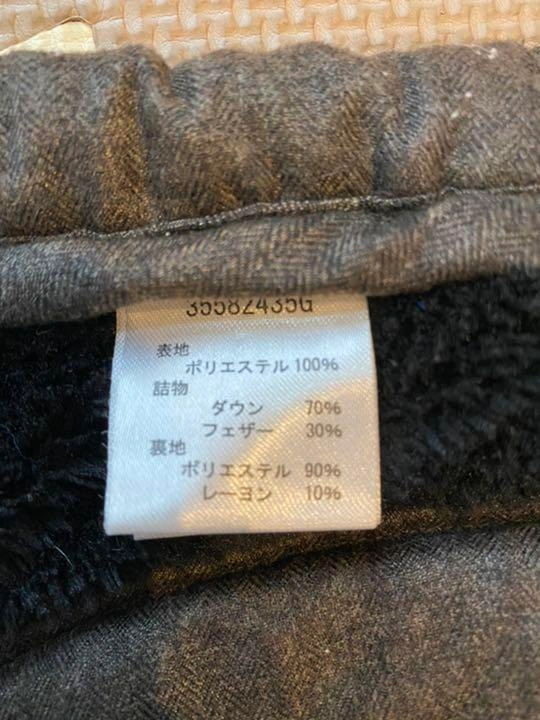 35582435G
表地
ポリエステル 100%
詰物
ダウン 70%
フェザー 30%
裏地
ポリエステル 90%
レーヨン 10%